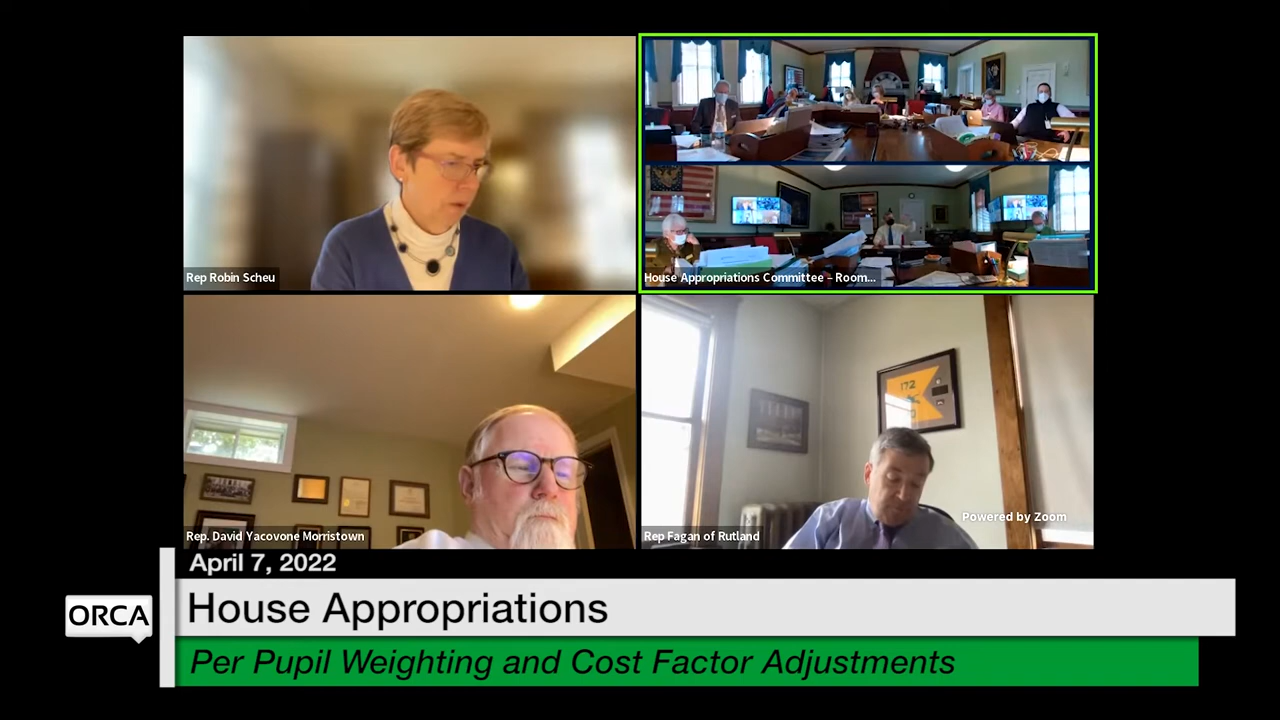 Rep Robin Scheu
House Appropriations Committee – Room...
172
Rep. David Yacovone Morristown
Rep Fagan of Rutland
Powered by Zoom
April 7, 2022
ORCA
House Appropriations
Per Pupil Weighting and Cost Factor Adjustments